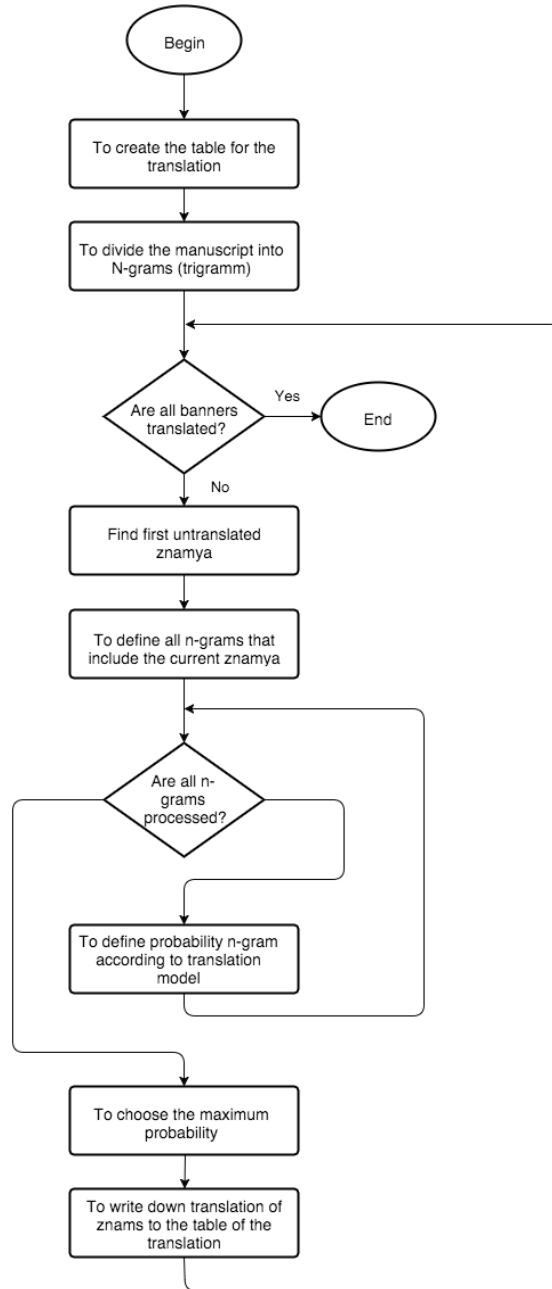 Begin
To create the table for the
translation
To divide the manuscript into
N-grams (trigramm)
Are all banners
translated?
Yes
End
No
Find first untranslated
znamya
To define all n-grams that
include the current znamya
Are all n-
grams
processed?
To define probability n-gram
according to translation
model
To choose the maximum
probability
To write down translation of
znams to the table of the
translation